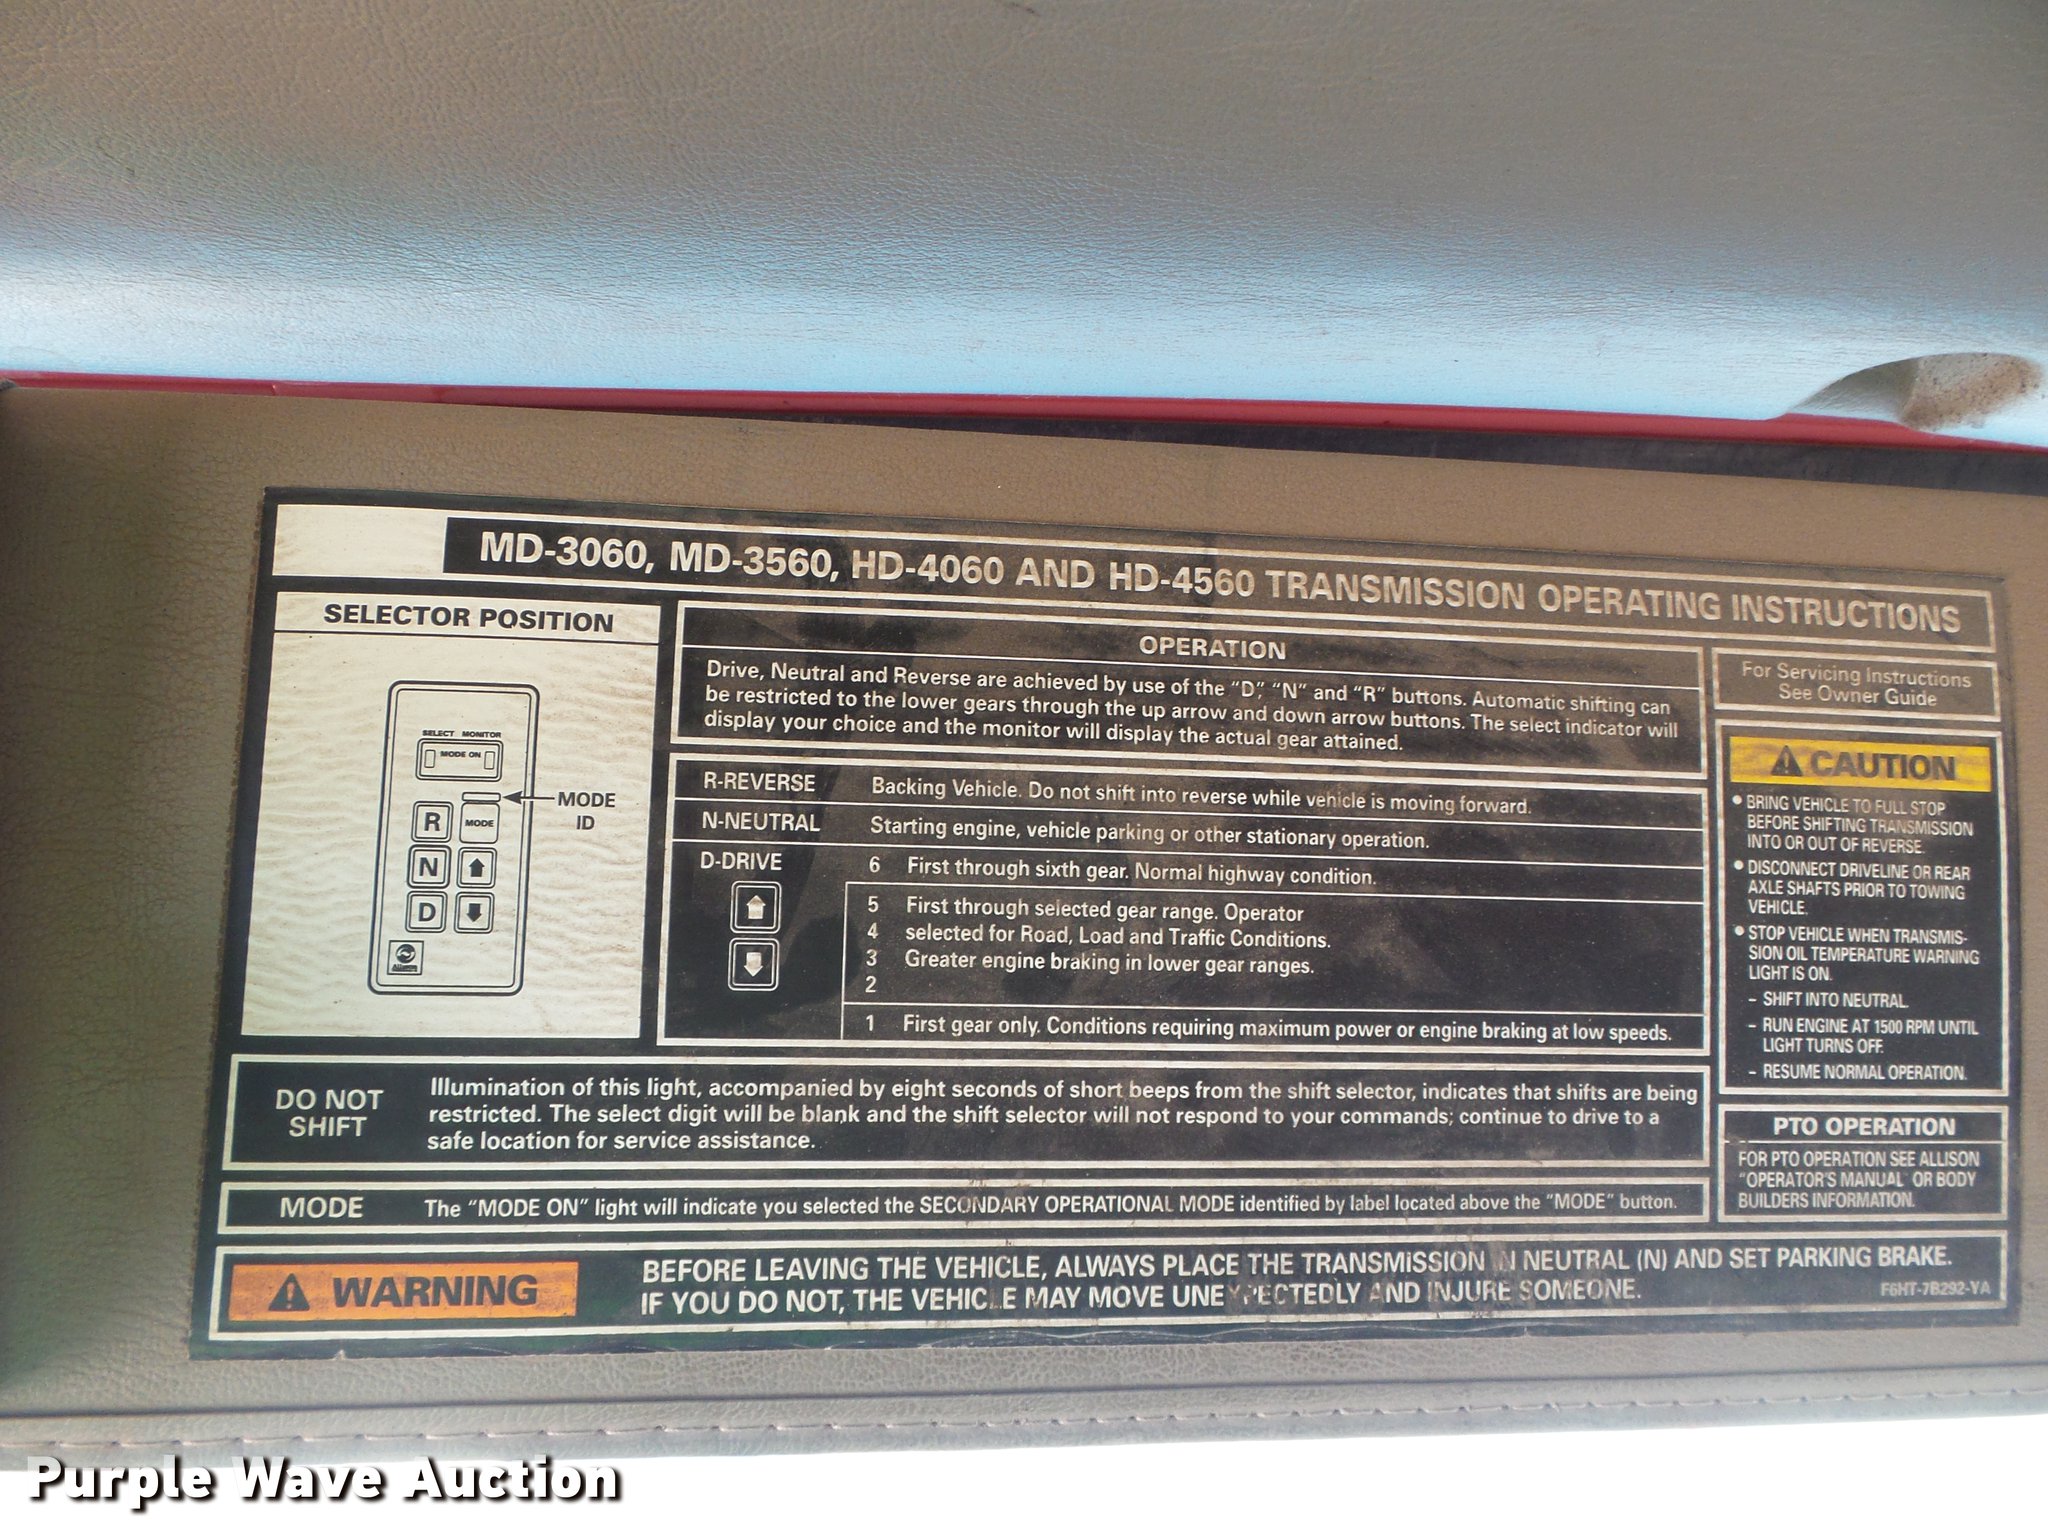 MD-3060, MD-3560, HD-4060 AND HD-4560 TRANSMISSION OPERATING INSTRUCTIONS
SELECTOR POSITION
SELECT MONITOR
MODE ON
MODE
ID
R
MODE
N
D
Allison
OPERATION
Drive, Neutral and Reverse are achieved by use of the "D", "N" and "R" buttons. Automatic shifting can
be restricted to the lower gears through the up arrow and down arrow buttons. The select indicator will
display your choice and the monitor will display the actual gear attained.
R-REVERSE Backing Vehicle. Do not shift into reverse while vehicle is moving forward.
N-NEUTRAL Starting engine, vehicle parking or other stationary operation.
D-DRIVE 6 First through sixth gear. Normal highway condition.
5 First through selected gear range. Operator
4 selected for Road, Load and Traffic Conditions.
3 Greater engine braking in lower gear ranges.
2
1 First gear only. Conditions requiring maximum power or engine braking at low speeds.
For Servicing Instructions
See Owner Guide
CAUTION
• BRING VEHICLE TO FULL STOP
BEFORE SHIFTING TRANSMISSION
INTO OR OUT OF REVERSE.
• DISCONNECT DRIVELINE OR REAR
AXLE SHAFTS PRIOR TO TOWING
VEHICLE.
• STOP VEHICLE WHEN TRANSMIS-
SION OIL TEMPERATURE WARNING
LIGHT IS ON.
– SHIFT INTO NEUTRAL.
– RUN ENGINE AT 1500 RPM UNTIL
LIGHT TURNS OFF.
– RESUME NORMAL OPERATION.
DO NOT
SHIFT
Illumination of this light, accompanied by eight seconds of short beeps from the shift selector, indicates that shifts are being
restricted. The select digit will be blank and the shift selector will not respond to your commands; continue to drive to a
safe location for service assistance.
PTO OPERATION
FOR PTO OPERATION SEE ALLISON
"OPERATOR'S MANUAL" OR BODY
BUILDERS INFORMATION.
MODE The "MODE ON" light will indicate you selected the SECONDARY OPERATIONAL MODE identified by label located above the "MODE" button.
WARNING
BEFORE LEAVING THE VEHICLE, ALWAYS PLACE THE TRANSMISSION IN NEUTRAL (N) AND SET PARKING BRAKE.
IF YOU DO NOT, THE VEHICLE MAY MOVE UNEXPECTEDLY AND INJURE SOMEONE.
F6HT-7B292-YA
Purple Wave Auction